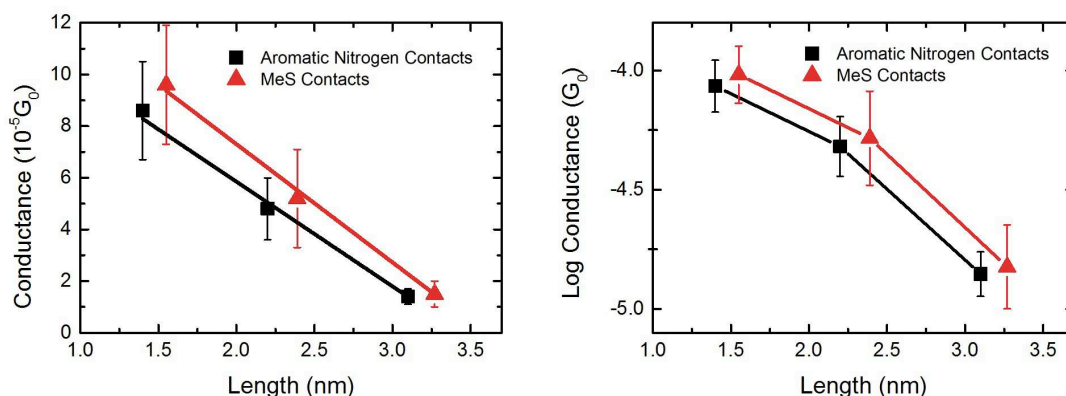 Conductance (10⁻⁵G₀)
12
10
8
6
4
2
0
Aromatic Nitrogen Contacts
MeS Contacts
1.0 1.5 2.0 2.5 3.0 3.5
Length (nm)
Log Conductance (G₀)
-4.0
-4.5
-5.0
Aromatic Nitrogen Contacts
MeS Contacts
1.0 1.5 2.0 2.5 3.0 3.5
Length (nm)